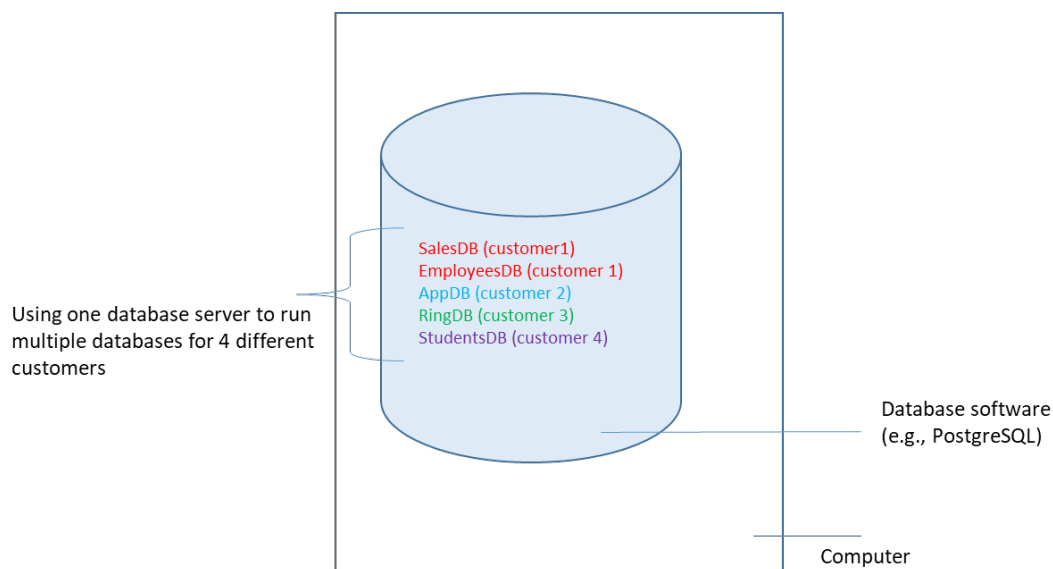 SalesDB (customer1)
EmployeesDB (customer 1)
AppDB (customer 2)
RingDB (customer 3)
StudentsDB (customer 4)
Using one database server to run
multiple databases for 4 different
customers
Database software
(e.g., PostgreSQL)
Computer